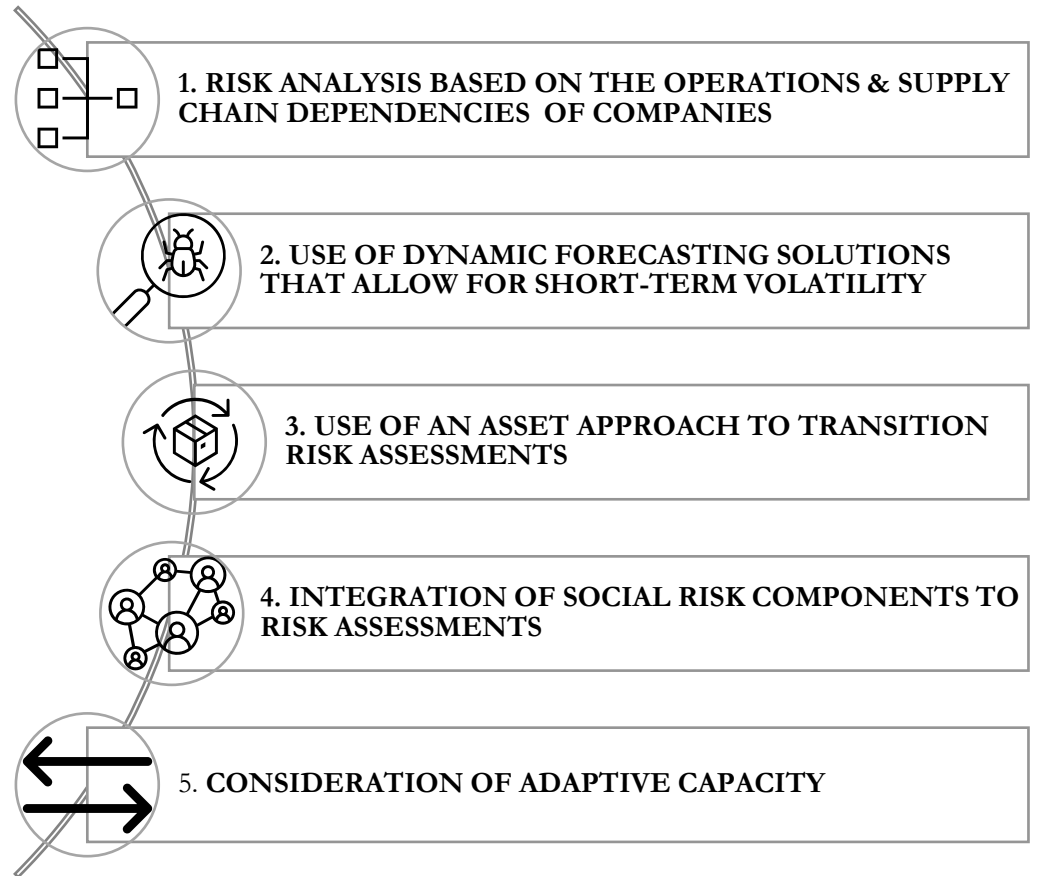 1. RISK ANALYSIS BASED ON THE OPERATIONS & SUPPLY
CHAIN DEPENDENCIES OF COMPANIES
2. USE OF DYNAMIC FORECASTING SOLUTIONS
THAT ALLOW FOR SHORT-TERM VOLATILITY
3. USE OF AN ASSET APPROACH TO TRANSITION
RISK ASSESSMENTS
4. INTEGRATION OF SOCIAL RISK COMPONENTS TO
RISK ASSESSMENTS
5. CONSIDERATION OF ADAPTIVE CAPACITY